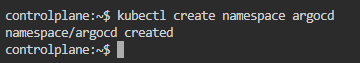 controlplane:~$ kubectl create namespace argocd
namespace/argocd created
controlplane:~$